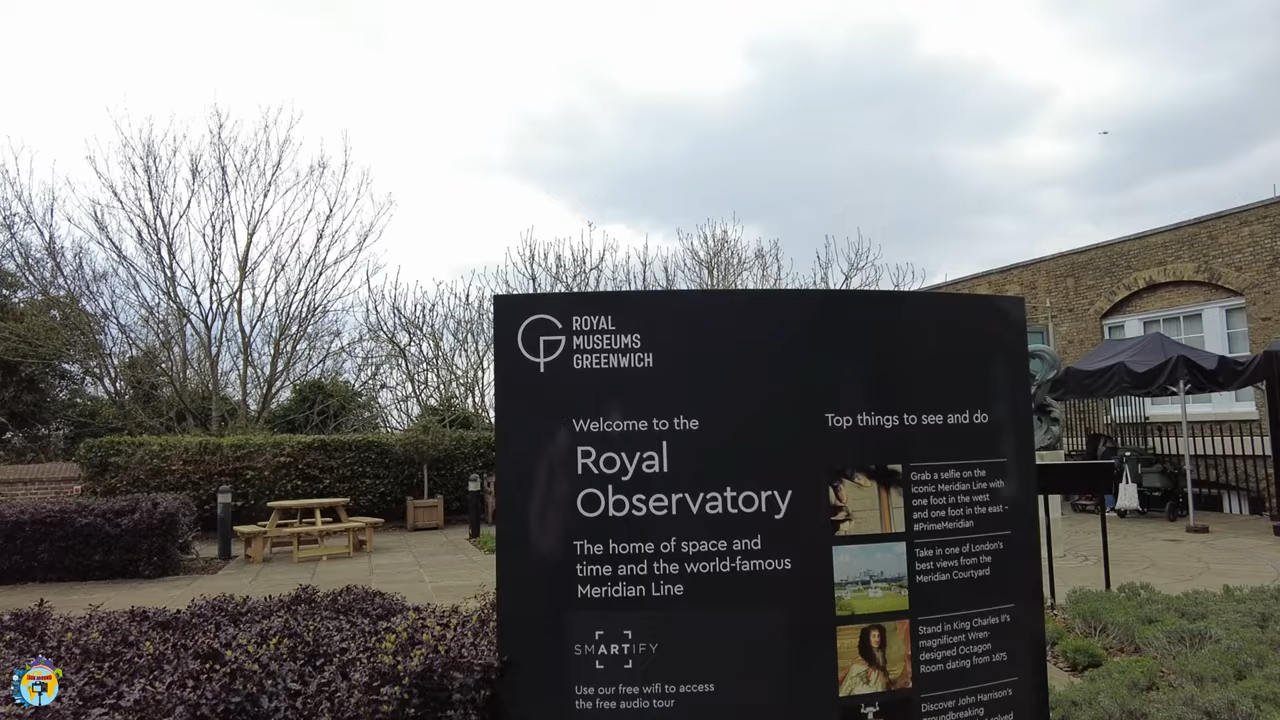 ROYAL
MUSEUMS
GREENWICH
Welcome to the
Royal
Observatory
The home of space and
time and the world-famous
Meridian Line
SMARTIFY
Use our free wifi to access
the free audio tour
Top things to see and do
Grab a selfie on the
iconic Meridian Line with
one foot in the west
and one foot in the east –
#PrimeMeridian
Take in one of London's
best views from the
Meridian Courtyard
Stand in King Charles II's
magnificent Wren-
designed Octagon
Room dating from 1675
Discover John Harrison's
groundbreaking